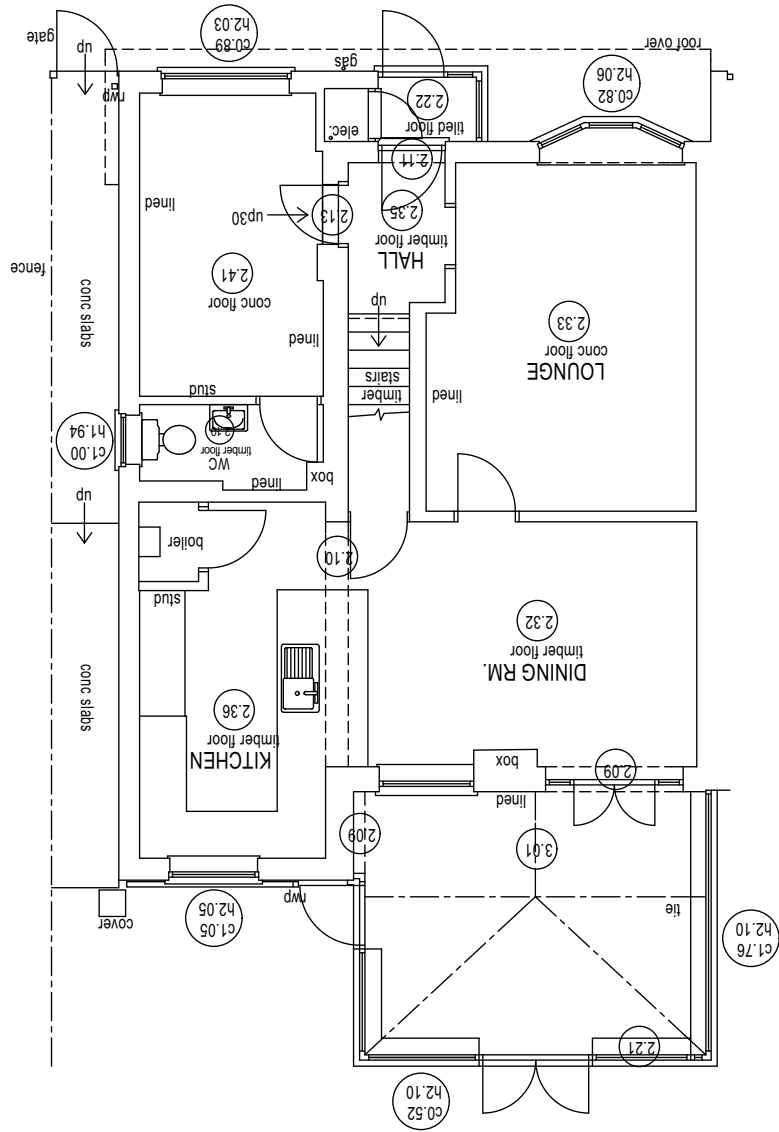 c0.52
h2.10
2.21
c1.76
h2.10
cover
c1.05
h2.05
rwp
tie
3.01
2.09
lined
2.09
box
KITCHEN
timber floor
2.36
DINING RM.
timber floor
2.32
conc slabs
stud
boiler
2.10
up
lined
box
WC
timber floor
2.10
c1.00
h1.94
stud
timber
stairs
lined
LOUNGE
conc floor
2.33
lined
up
conc slabs
conc floor
2.41
fence
HALL
timber floor
2.35
up30
2.13
lined
2.11
elec.
tiled floor
2.22
rwp
c0.82
h2.06
gas
up
gate
c0.89
h2.03
roof over